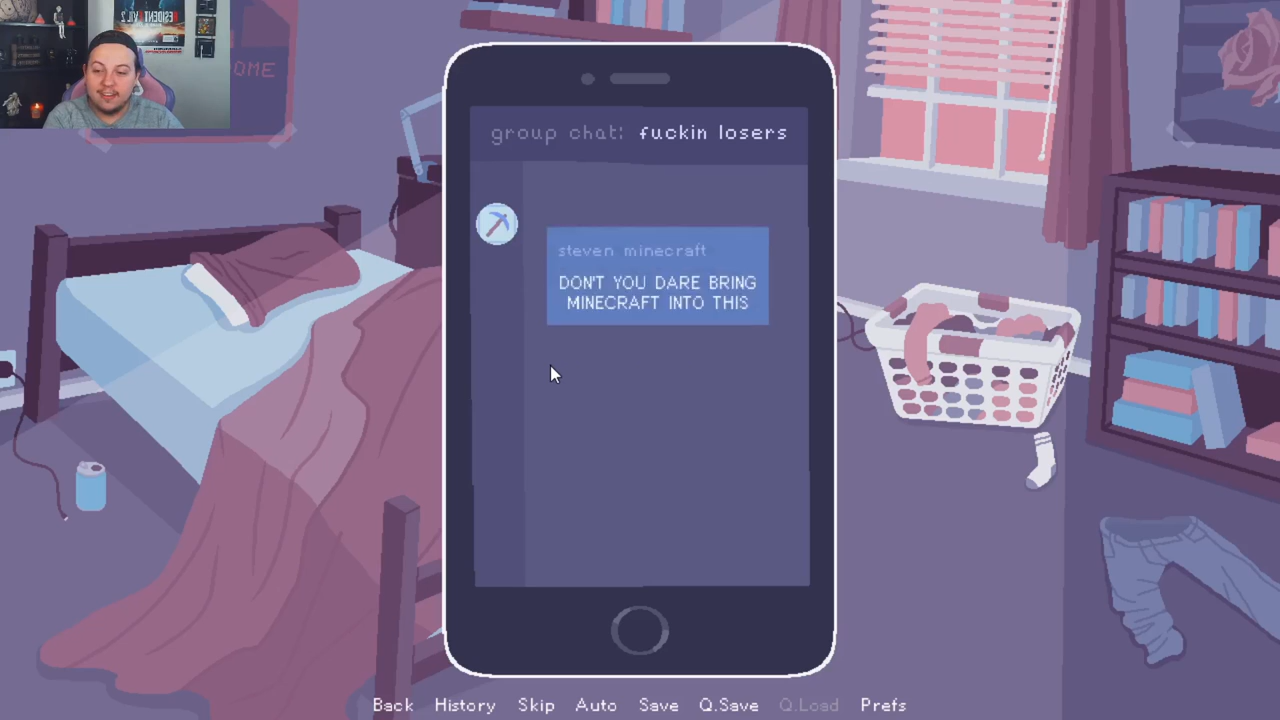 group chat: fuckin losers
steven minecraft
DON'T YOU DARE BRING
MINECRAFT INTO THIS
OME
Back History Skip Auto Save Q.Save Q.Load Prefs